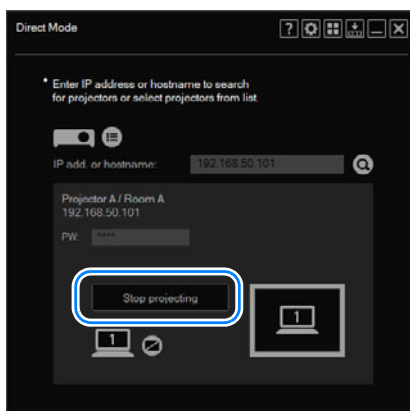 Direct Mode
?
* Enter IP address or hostname to search
for projectors or select projectors from list.
IP add. or hostname: 192.168.50.101
Projector A / Room A
192.168.50.101
PW: ****
Stop projecting
1
1